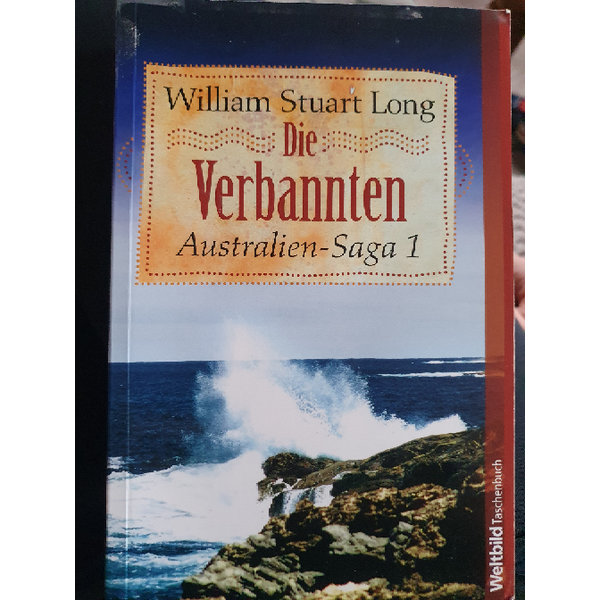 William Stuart Long
Die
Verbannten
Australien-Saga 1
Weltbild Taschenbuch